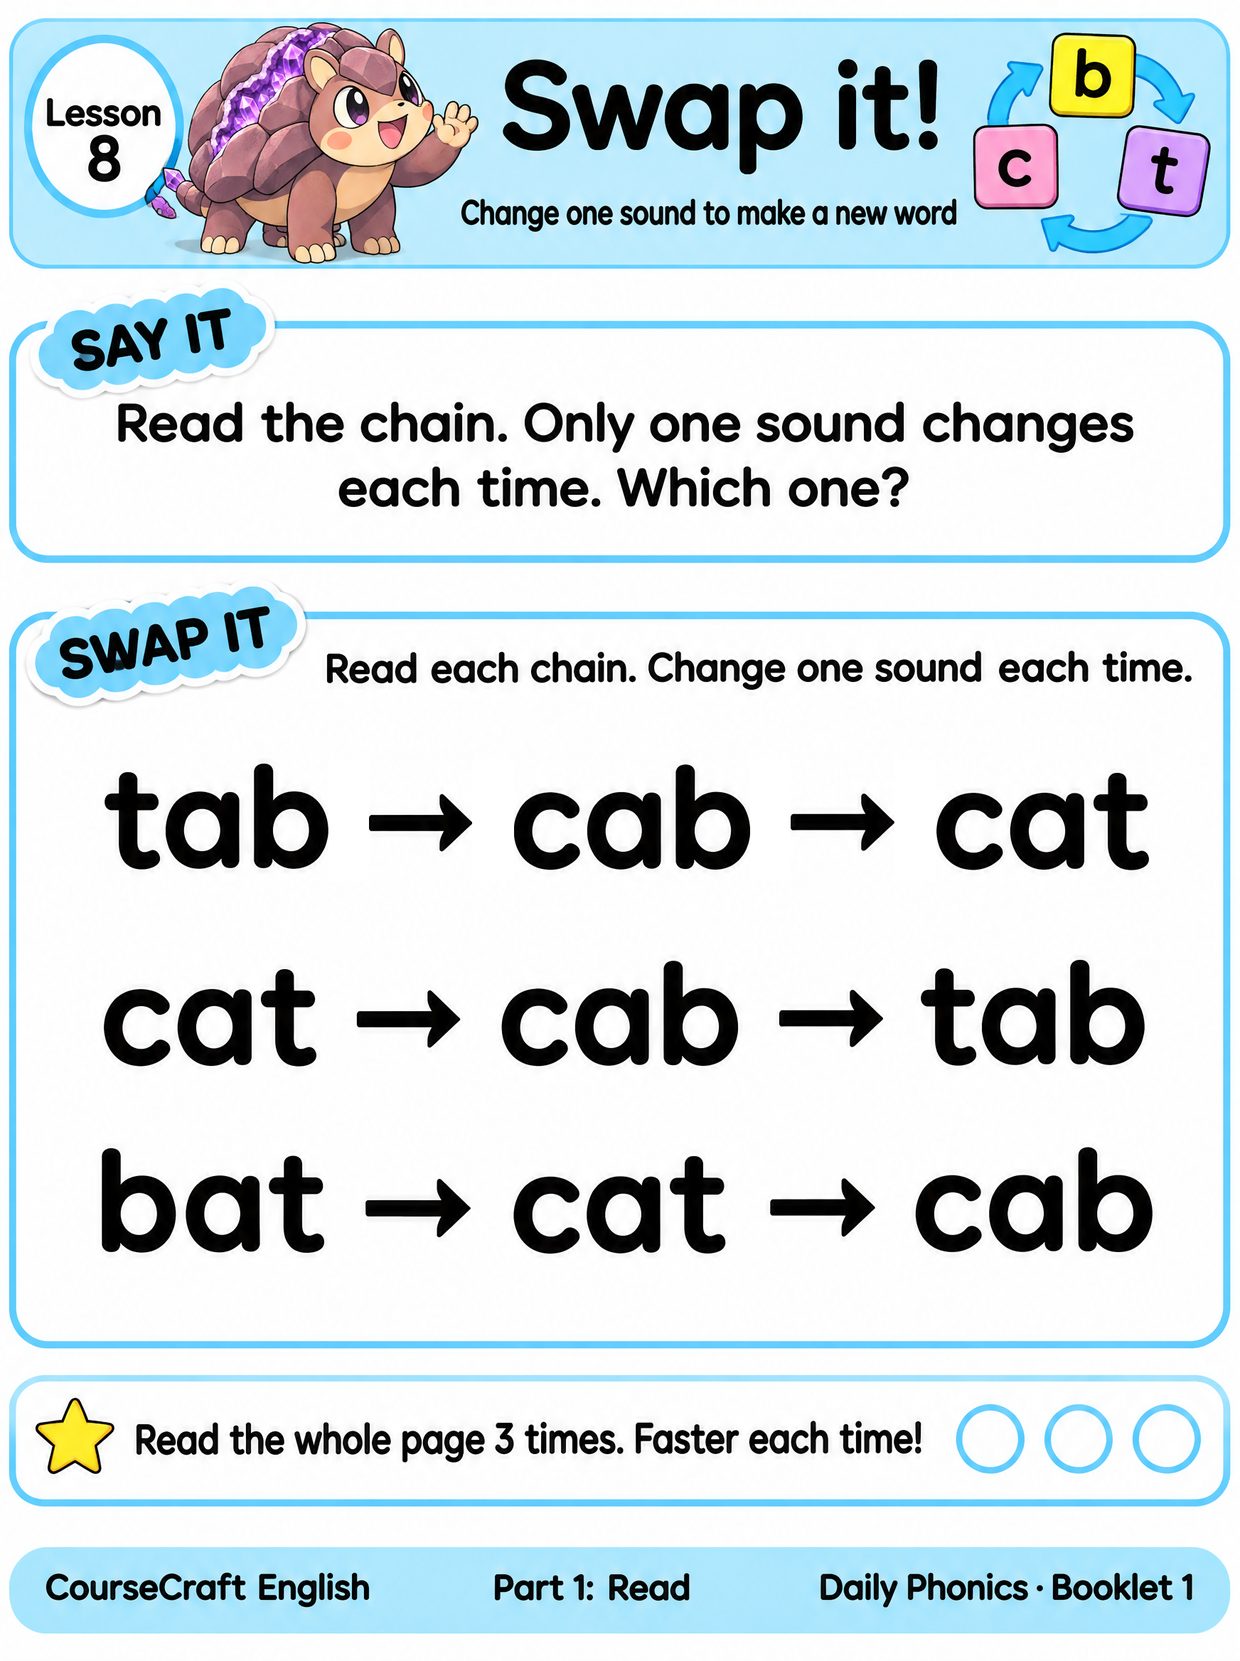 Lesson
8
Swap it!
Change one sound to make a new word
b
c
t
SAY IT
Read the chain. Only one sound changes
each time. Which one?
SWAP IT
Read each chain. Change one sound each time.
tab → cab → cat
cat → cab → tab
bat → cat → cab
Read the whole page 3 times. Faster each time!
CourseCraft English
Part 1: Read
Daily Phonics · Booklet 1